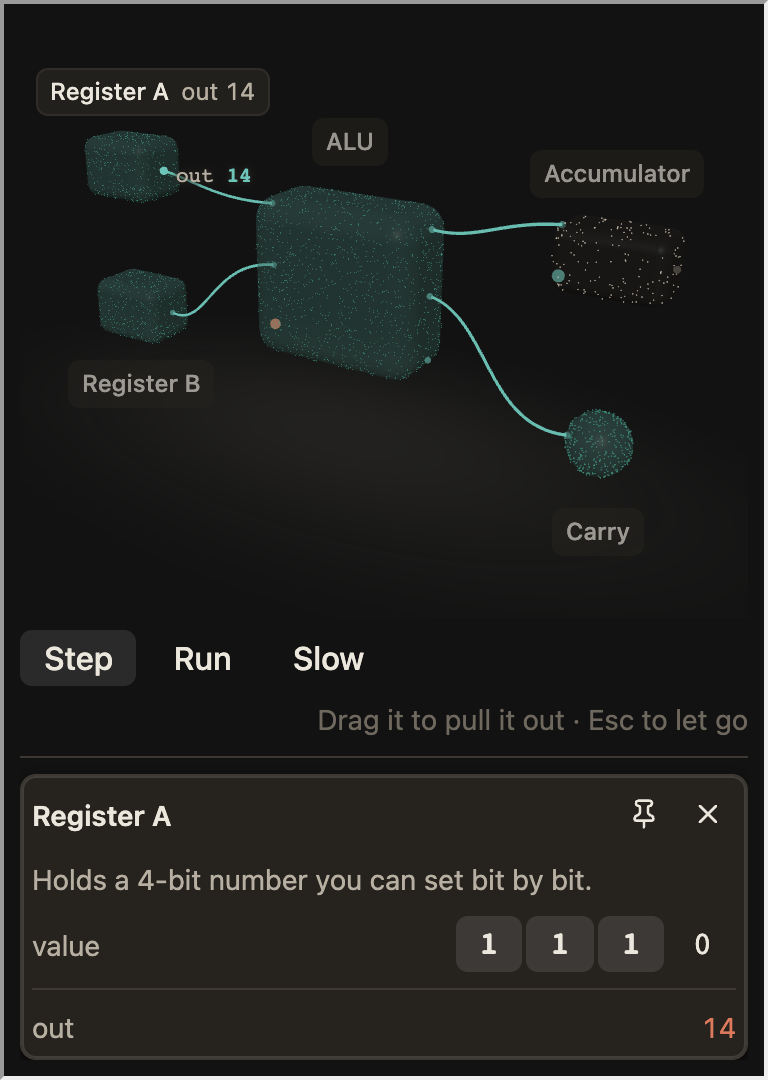 Register A out 14
ALU
Accumulator
out 14
Register B
Carry
Step Run Slow
Drag it to pull it out · Esc to let go
Register A
Holds a 4-bit number you can set bit by bit.
value 1 1 1 0
out 14